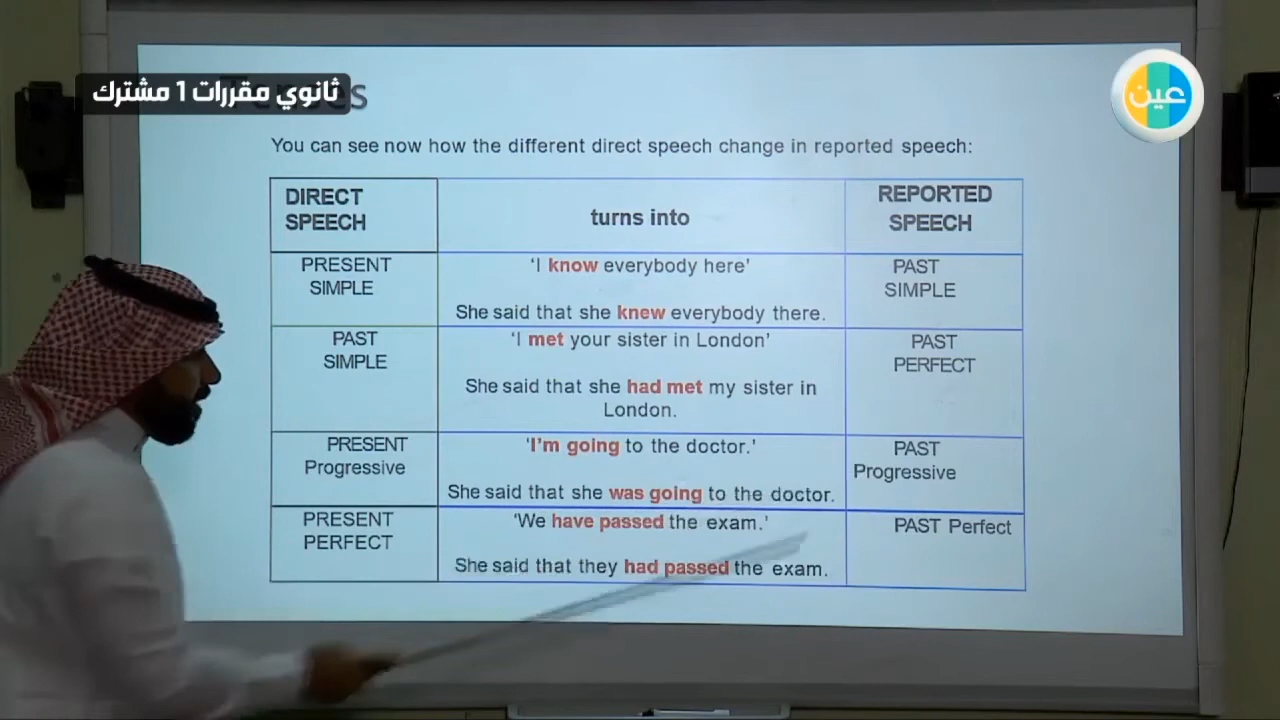 ثانوي مقررات 1 مشترك
عين
You can see now how the different direct speech change in reported speech:
DIRECT
SPEECH
turns into
REPORTED
SPEECH
PRESENT
SIMPLE
‘I know everybody here’
She said that she knew everybody there.
PAST
SIMPLE
PAST
SIMPLE
‘I met your sister in London’
She said that she had met my sister in
London.
PAST
PERFECT
PRESENT
Progressive
‘I’m going to the doctor.’
She said that she was going to the doctor.
PAST
Progressive
PRESENT
PERFECT
‘We have passed the exam.’
She said that they had passed the exam.
PAST Perfect